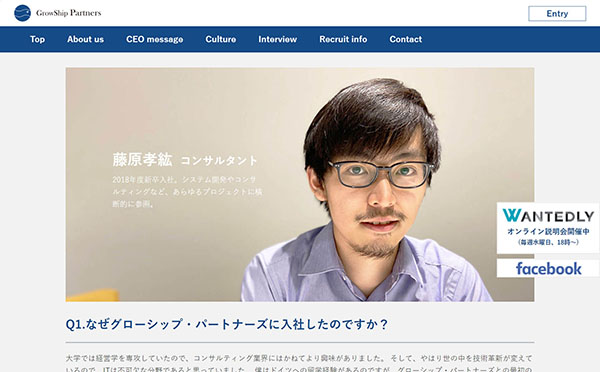 GrowShip Partners
Entry
Top About us CEO message Culture Interview Recruit info Contact
藤原孝紘 コンサルタント
2018年度新卒入社。システム開発やコンサ
ルティングなど、あらゆるプロジェクトに横
断的に参画。
WANTEDLY
オンライン説明会開催中
(毎週水曜日、18時~)
facebook
Q1.なぜグローシップ・パートナーズに入社したのですか？
大学では経営学を専攻していたので、コンサルティング業界にはかねてより興味がありました。 そして、やはり世の中を技術革新が変えて
いるので、ITは不可欠な分野であると思っていました。 僕はドイツへの留学経験があるのですが、グローシップ・パートナーズとの最初の